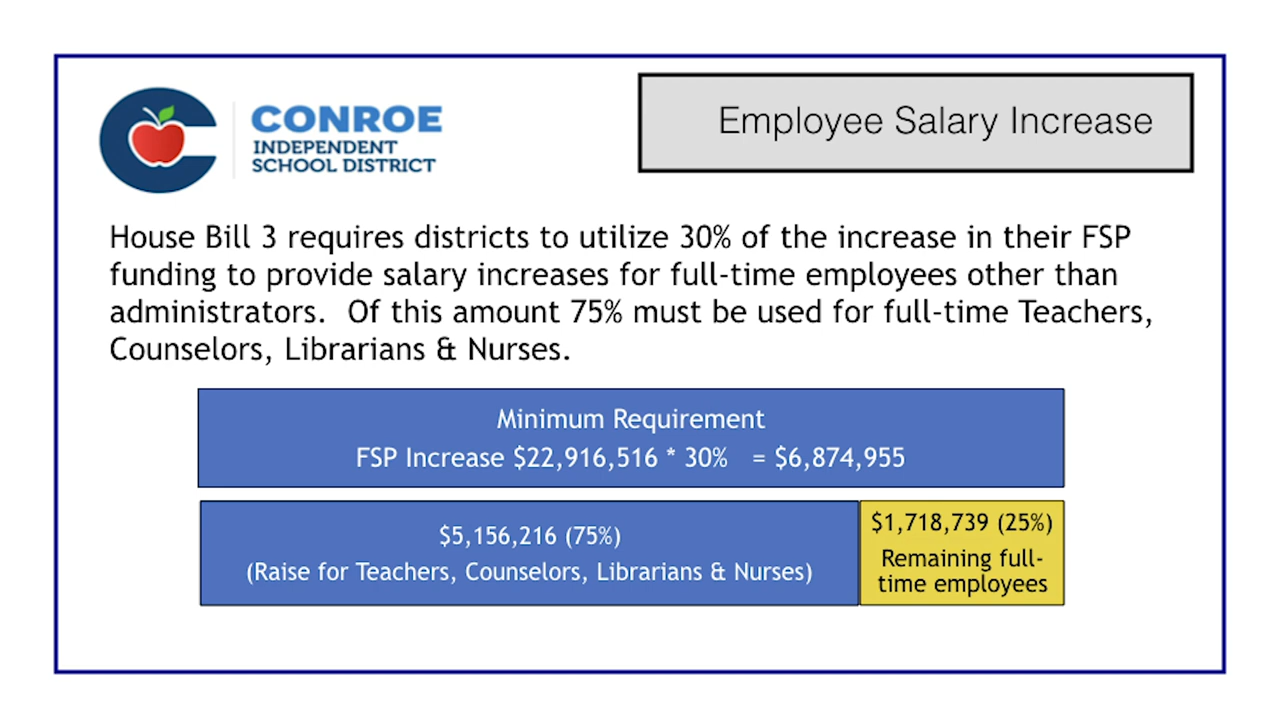 CONROE
INDEPENDENT
SCHOOL DISTRICT
Employee Salary Increase
House Bill 3 requires districts to utilize 30% of the increase in their FSP
funding to provide salary increases for full-time employees other than
administrators. Of this amount 75% must be used for full-time Teachers,
Counselors, Librarians & Nurses.
Minimum Requirement
FSP Increase $22,916,516 * 30% = $6,874,955
$5,156,216 (75%)
(Raise for Teachers, Counselors, Librarians & Nurses)
$1,718,739 (25%)
Remaining full-
time employees